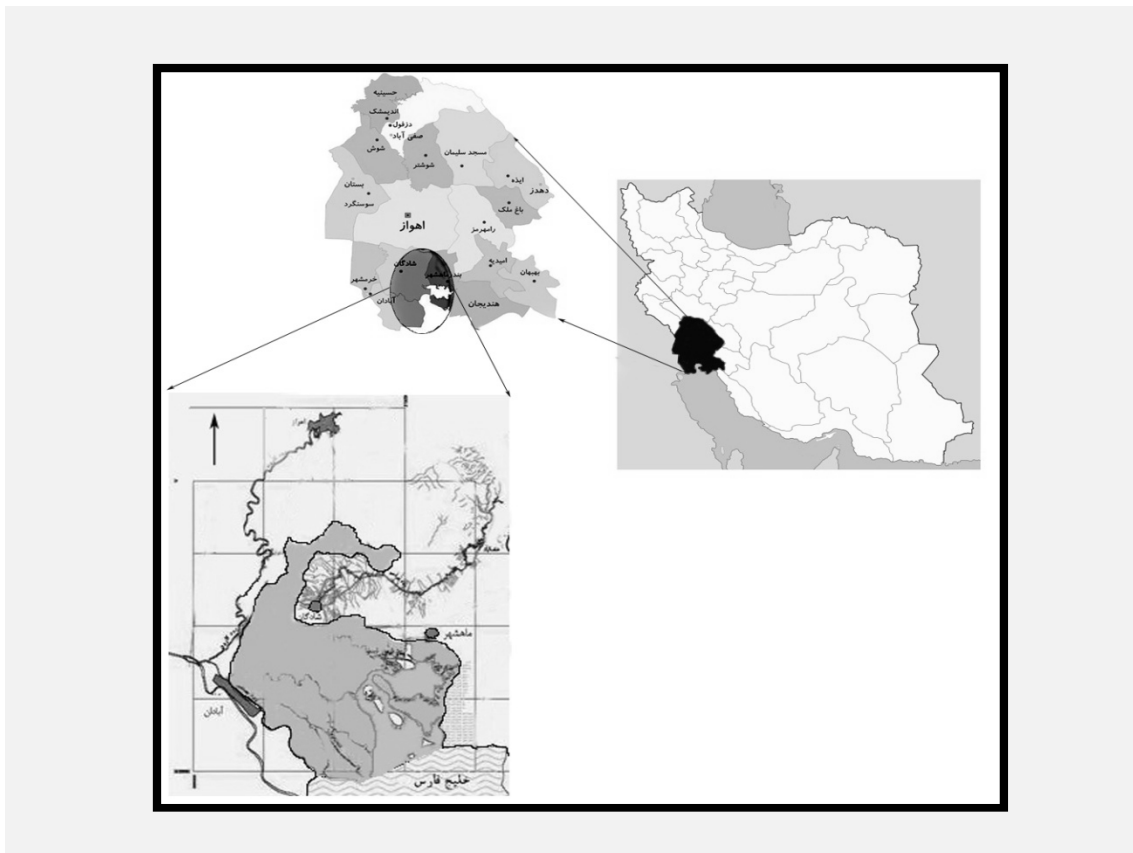 حسینیه
اندیمشک
دزفول
صفی آباد
شوش
شوشتر
مسجد سلیمان
ایذه
دهدز
بستان
سوسنگرد
باغ ملک
اهواز
رامهرمز
شادگان
امیدیه
بهبهان
خرمشهر
آبادان
هندیجان
اهواز
شادگان
ماهشهر
آبادان
خلیج فارس